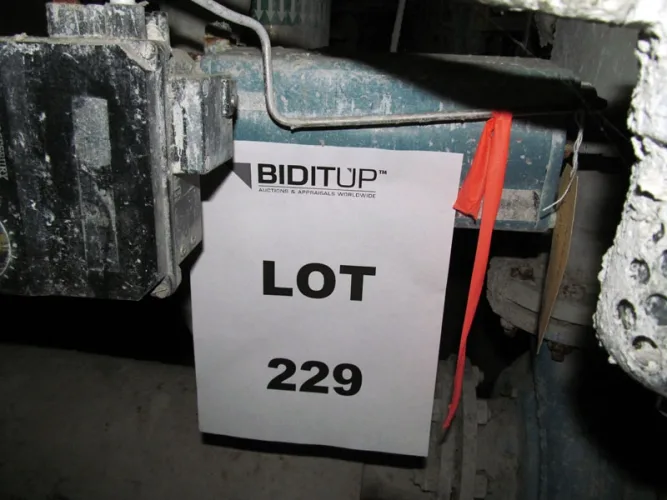 BIDITUP™
AUCTIONS & APPRAISALS WORLDWIDE
LOT
229